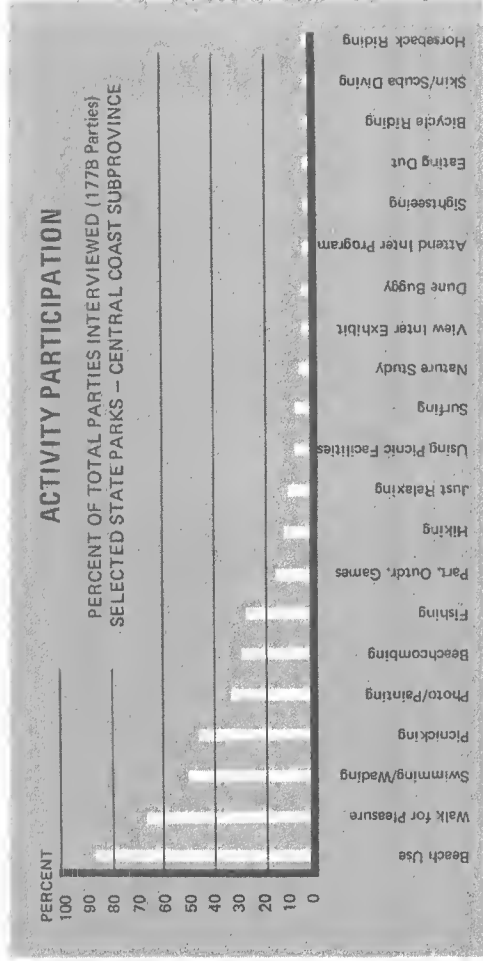 ACTIVITY PARTICIPATION
PERCENT OF TOTAL PARTIES INTERVIEWED (1778 Parties)
SELECTED STATE PARKS – CENTRAL COAST SUBPROVINCE
PERCENT
100
90
80
70
60
50
40
30
20
10
0
Beach Use
Walk for Pleasure
Swimming/Wading
Picnicking
Photo/Painting
Beachcombing
Fishing
Part. Outdr. Games
Hiking
Just Relaxing
Using Picnic Facilities
Surfing
Nature Study
View Inter Exhibit
Dune Buggy
Attend Inter Program
Sightseeing
Eating Out
Bicycle Riding
Skin/Scuba Diving
Horseback Riding